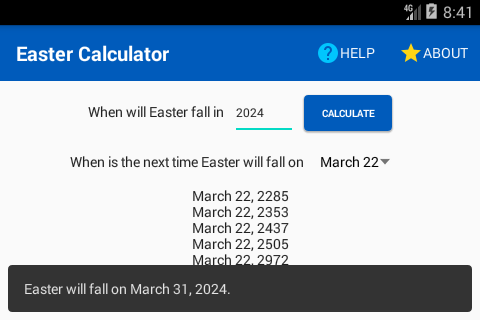 4G 8:41
Easter Calculator ? HELP ABOUT
When will Easter fall in 2024 CALCULATE
When is the next time Easter will fall on March 22
March 22, 2285
March 22, 2353
March 22, 2437
March 22, 2505
March 22, 2972
Easter will fall on March 31, 2024.